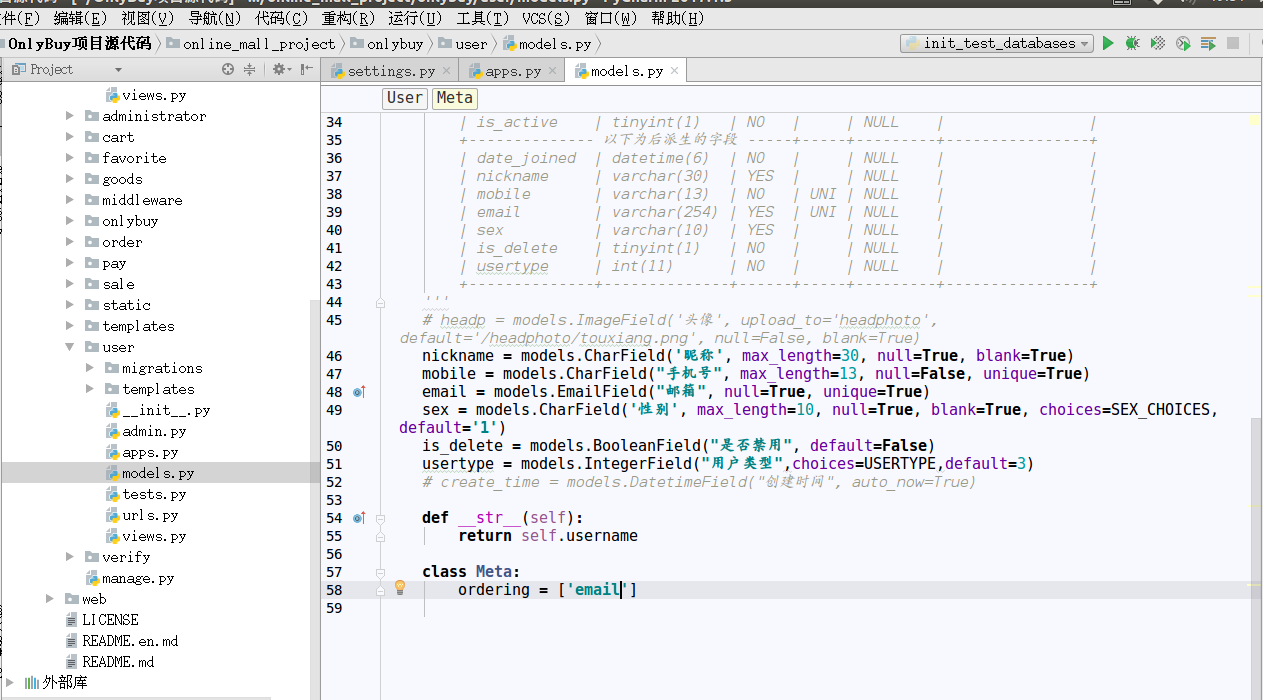 件(F) 编辑(E) 视图(V) 导航(N) 代码(C) 重构(R) 运行(U) 工具(T) VCS(S) 窗口(W) 帮助(H)
OnlyBuy项目源代码 online_mall_project onlybuy user models.py init_test_databases
Project settings.py apps.py models.py
User Meta
views.py
administrator
cart
favorite
goods
middleware
onlybuy
order
pay
sale
static
templates
user
migrations
templates
__init__.py
admin.py
apps.py
models.py
tests.py
urls.py
views.py
verify
manage.py
web
LICENSE
README.en.md
README.md
外部库
34 | is_active | tinyint(1) | NO | | NULL | |
35 +-------------- 以下为后派生的字段 -----+-----+---------+----------------+
36 | date_joined | datetime(6) | NO | | NULL | |
37 | nickname | varchar(30) | YES | | NULL | |
38 | mobile | varchar(13) | NO | UNI | NULL | |
39 | email | varchar(254) | YES | UNI | NULL | |
40 | sex | varchar(10) | YES | | NULL | |
41 | is_delete | tinyint(1) | NO | | NULL | |
42 | usertype | int(11) | NO | | NULL | |
43 +--------------+--------------+------+-----+---------+----------------+
44 '''
45 # headp = models.ImageField('头像', upload_to='headphoto',
default='/headphoto/touxiang.png', null=False, blank=True)
46 nickname = models.CharField('昵称', max_length=30, null=True, blank=True)
47 mobile = models.CharField("手机号", max_length=13, null=False, unique=True)
48 email = models.EmailField("邮箱", null=True, unique=True)
49 sex = models.CharField('性别', max_length=10, null=True, blank=True, choices=SEX_CHOICES,
default='1')
50 is_delete = models.BooleanField("是否禁用", default=False)
51 usertype = models.IntegerField("用户类型",choices=USERTYPE,default=3)
52 # create_time = models.DatetimeField("创建时间", auto_now=True)
53
54 def __str__(self):
55 return self.username
56
57 class Meta:
58 ordering = ['email']
59